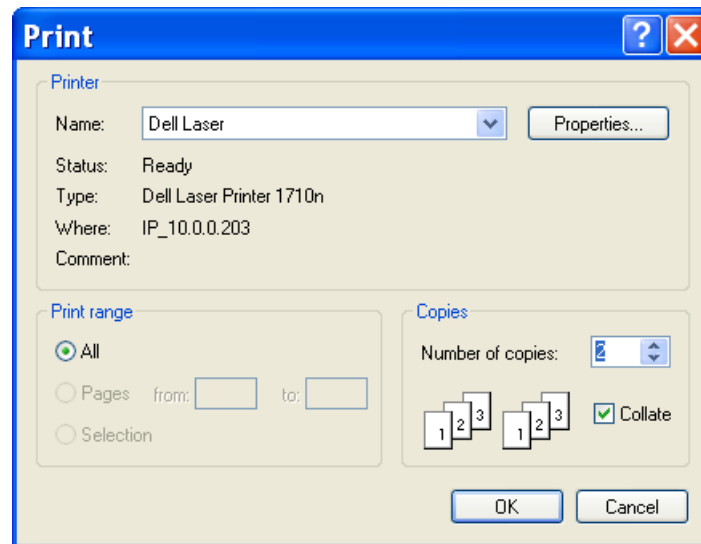 Print
Printer
Name: Dell Laser Properties...
Status: Ready
Type: Dell Laser Printer 1710n
Where: IP_10.0.0.203
Comment:
Print range
All
Pages from: to:
Selection
Copies
Number of copies: 2
1 2 3 1 2 3 Collate
OK Cancel